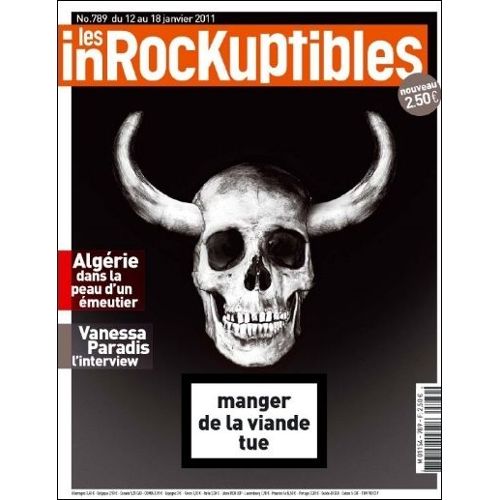 No.789 du 12 au 18 janvier 2011
les
inRocKuptibles
nouveau
2.50€
Algérie
dans la
peau d'un
émeutier
Vanessa
Paradis
l'interview
manger
de la viande
tue